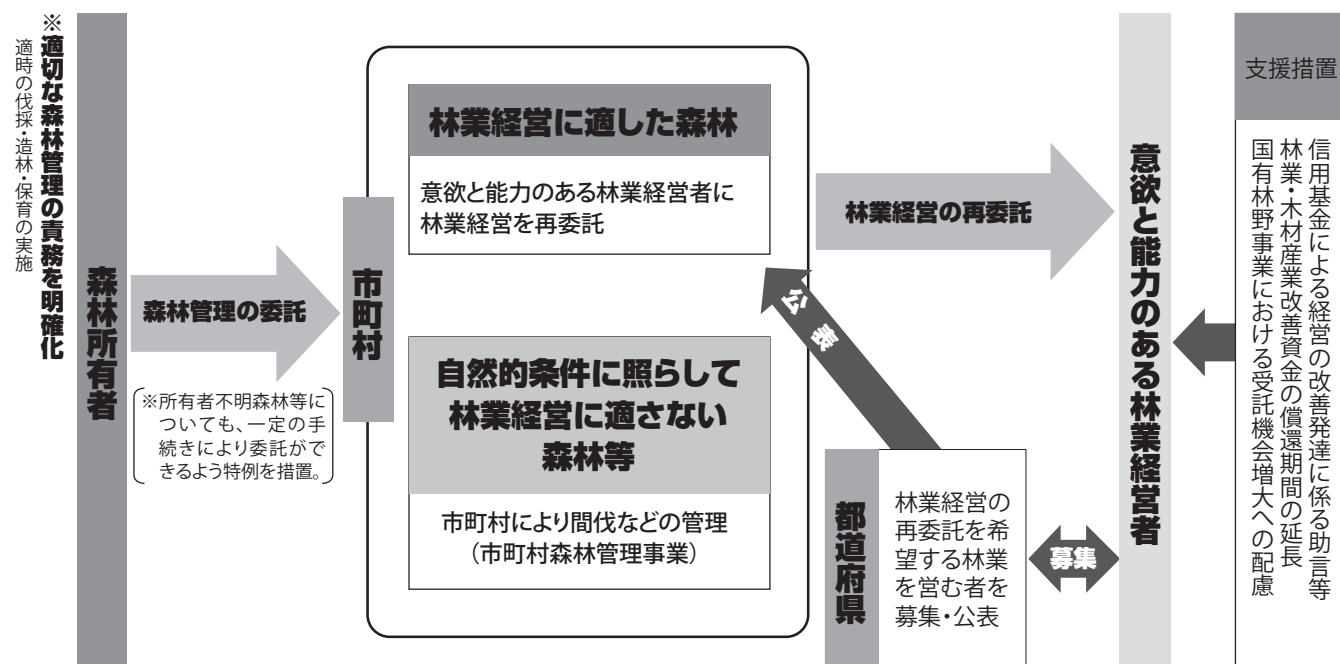 ※適切な森林管理の責務を明確化
適時の伐採・造林・保育の実施
森林所有者
森林管理の委託
※所有者不明森林等に
ついても、一定の手
続きにより委託がで
きるよう特例を措置。
市町村
林業経営に適した森林
意欲と能力のある林業経営者に
林業経営を再委託
自然的条件に照らして
林業経営に適さない
森林等
市町村により間伐などの管理
（市町村森林管理事業）
林業経営の再委託
公表
都道府県
林業経営の
再委託を希
望する林業
を営む者を
募集・公表
募集
意欲と能力のある林業経営者
支援措置
信用基金による経営の改善発達に係る助言等
林業・木材産業改善資金の償還期間の延長
国有林野事業における受託機会増大への配慮